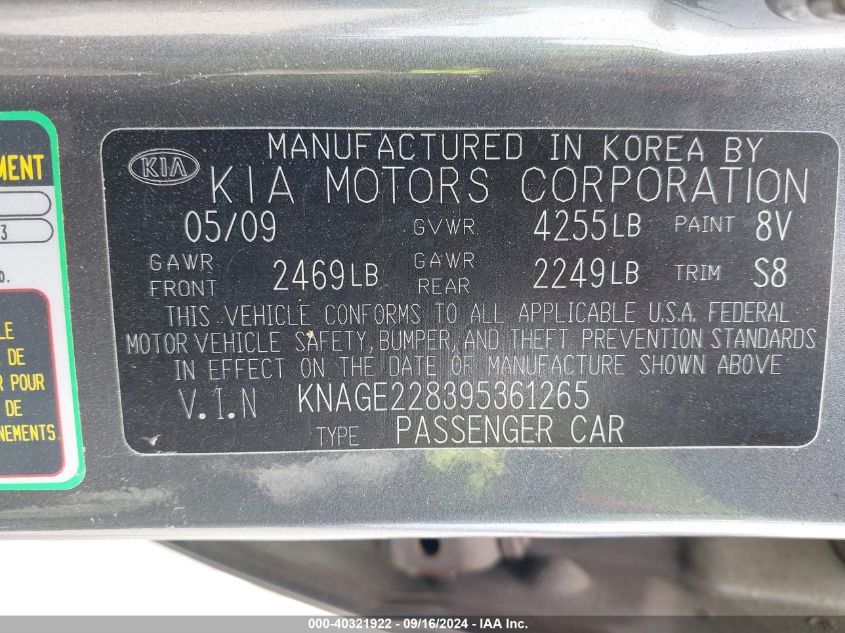 MENT
3
D.
LE
DE
R POUR
DE
NEMENTS.
KIA
MANUFACTURED IN KOREA BY
KIA MOTORS CORPORATION
05/09 GVWR 4255LB PAINT 8V
GAWR FRONT 2469LB GAWR REAR 2249LB TRIM S8
THIS VEHICLE CONFORMS TO ALL APPLICABLE U.S.A. FEDERAL
MOTOR VEHICLE SAFETY, BUMPER, AND THEFT PREVENTION STANDARDS
IN EFFECT ON THE DATE OF MANUFACTURE SHOWN ABOVE
V.I.N KNAGE228395361265
TYPE PASSENGER CAR
000-40321922 - 09/16/2024 - IAA Inc.